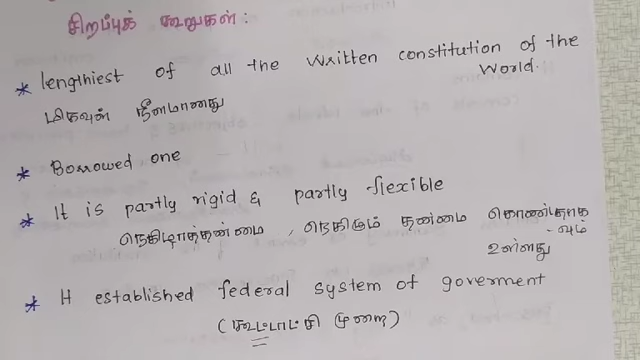 சிறப்புக் கூறுகள் :
* lengthiest of all the written constitution of the
World.
மிகவும் நீளமானது
* Borrowed one
* It is partly rigid & partly flexible
நெகிழாத்தன்மை , நெகிழும் தன்மை கொண்டதாக
வும்
உள்ளது
* It established federal system of goverment
(கூட்டாட்சி முறை)